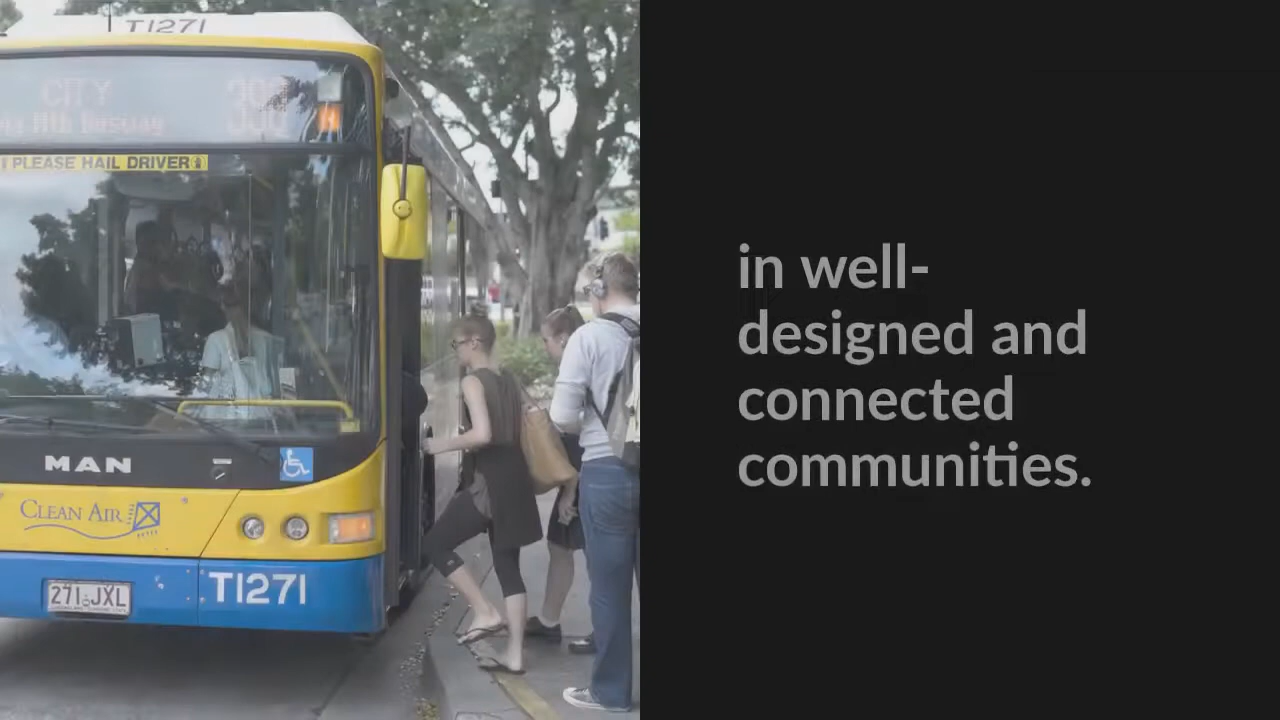 T1271
CITY
PLEASE HAIL DRIVER
MAN
CLEAN AIR
271 JXL
T1271
in well-
designed and
connected
communities.